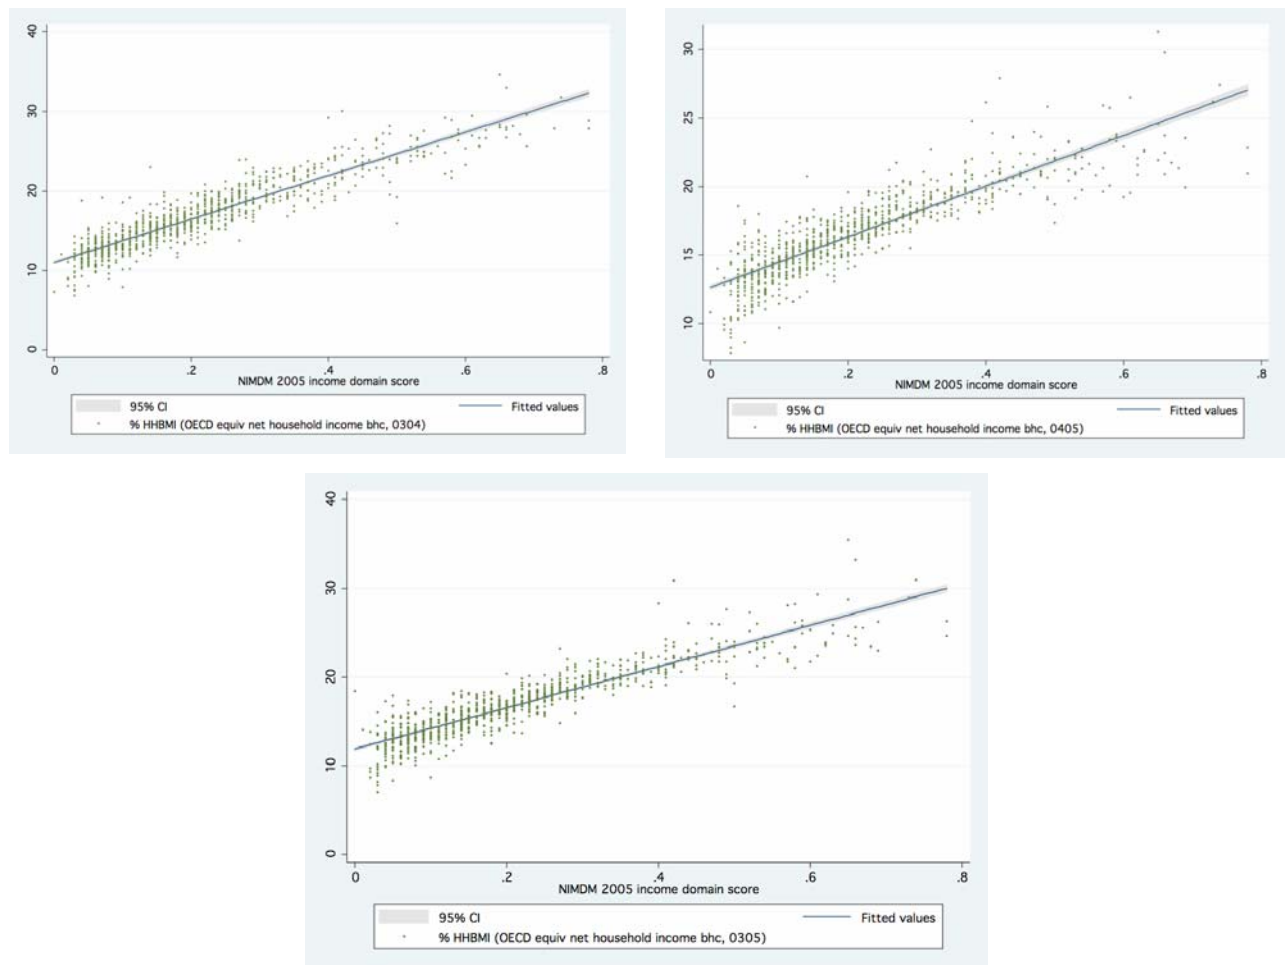 40
30
20
10
0
0 .2 .4 .6 .8
NIMDM 2005 income domain score
95% CI Fitted values
% HHBMI (OECD equiv net household income bhc, 0304)
30
25
20
15
10
0 .2 .4 .6 .8
NIMDM 2005 income domain score
95% CI Fitted values
% HHBMI (OECD equiv net household income bhc, 0405)
40
30
20
10
0
0 .2 .4 .6 .8
NIMDM 2005 income domain score
95% CI Fitted values
% HHBMI (OECD equiv net household income bhc, 0305)